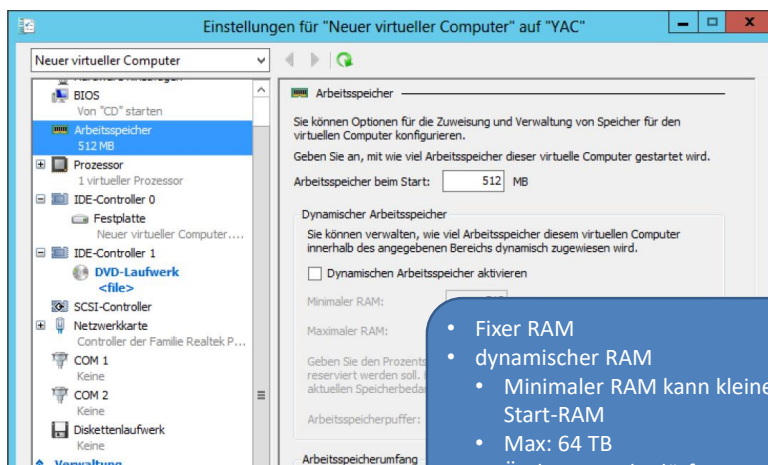 Einstellungen für "Neuer virtueller Computer" auf "YAC"
Neuer virtueller Computer
BIOS
Von "CD" starten
Arbeitsspeicher
512 MB
Prozessor
1 virtueller Prozessor
IDE-Controller 0
Festplatte
Neuer virtueller Computer....
IDE-Controller 1
DVD-Laufwerk
<file>
SCSI-Controller
Netzwerkkarte
Controller der Familie Realtek P...
COM 1
Keine
COM 2
Keine
Diskettenlaufwerk
Keine
Verwaltung
Arbeitsspeicher
Sie können Optionen für die Zuweisung und Verwaltung von Speicher für den
virtuellen Computer konfigurieren.
Geben Sie an, mit wie viel Arbeitsspeicher dieser virtuelle Computer gestartet wird.
Arbeitsspeicher beim Start: 512 MB
Dynamischer Arbeitsspeicher
Sie können verwalten, wie viel Arbeitsspeicher diesem virtuellen Computer
innerhalb des angegebenen Bereichs dynamisch zugewiesen wird.
Dynamischen Arbeitsspeicher aktivieren
Minimaler RAM:
Maximaler RAM:
Geben Sie den Prozents
reserviert werden soll.
aktuellen Speicherbeda
Arbeitsspeicherpuffer:
Arbeitsspeicherumfang
• Fixer RAM
• dynamischer RAM
• Minimaler RAM kann kleine
Start-RAM
• Max: 64 TB